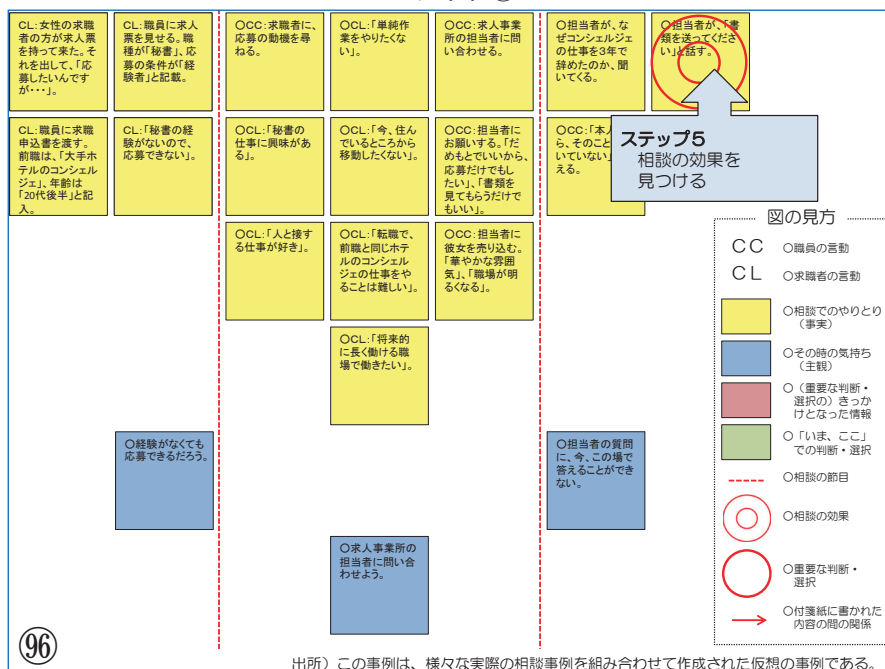 CL:女性の求職
者の方が求人票
を持って来た。そ
れを出して、「応
募したいんです
が・・・」。
CL:職員に求人
票を見せる。職
種が「秘書」、応
募の条件が「経
験者」と記載。
○CC:求職者に、
応募の動機を尋
ねる。
○CL:「単純作
業をやりたくな
い」。
○CC:求人事業
所の担当者に問
い合わせる。
○担当者が、な
ぜコンシェルジェ
の仕事を3年で
辞めたのか、聞
いてくる。
○担当者が、「書
類を送ってくださ
い」と話す。
CL:職員に求職
申込書を渡す。
前職は、「大手ホ
テルのコンシェル
ジェ」、年齢は
「20代後半」と記
入。
CL:「秘書の経
験がないので、
応募できない」。
○CL:「秘書の
仕事に興味があ
る」。
○CL:「今、住ん
でいるところから
移動したくない」。
○CC:担当者に
お願いする。「だ
めもとでいいから、
応募だけでもし
たい」、「書類を
見てもらうだけで
もいい」。
○CC:「本人
ら、そのこと
いていない」
える。
ステップ5
相談の効果を
見つける
○CL:「人と接す
る仕事が好き」。
○CL:「転職で、
前職と同じホテ
ルのコンシェル
ジェの仕事をや
ることは難しい」。
○CC:担当者に
彼女を売り込む。
「華やかな雰囲
気」、「職場が明
るくなる」。
○CL:「将来的
に長く働ける職
場で働きたい」。
○経験がなくても
応募できるだろう。
○担当者の質問
に、今、この場で
答えることができ
ない。
○求人事業所の
担当者に問い合
わせよう。
図の見方
CC ○職員の言動
CL ○求職者の言動
○相談でのやりとり
(事実)
○その時の気持ち
(主観)
○(重要な判断・
選択の)きっか
けとなった情報
○「いま、ここ」
での判断・選択
○相談の節目
○相談の効果
○重要な判断・
選択
○付箋紙に書かれた
内容の間の関係
96
出所)この事例は、様々な実際の相談事例を組み合わせて作成された仮想の事例である。